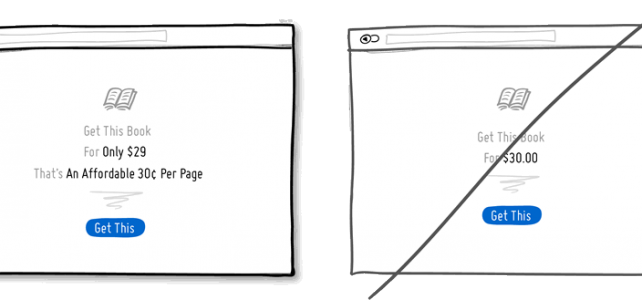 Get This Book
For Only $29
That's An Affordable 30¢ Per Page
Get This
Get This Book
For $30.00
Get This